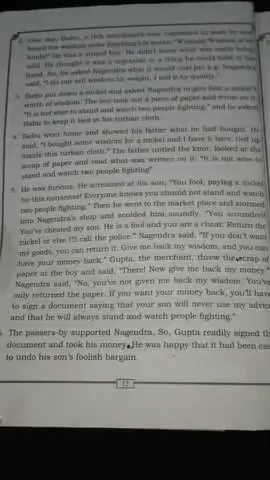 2. One day, Babu, a rich merchant's son, happened to pass by and
heard the wisdom seller shouting his wares. "Wisdom! Wisdom of all
kinds!" He was a stupid boy. He didn't know what was really being
sold. He thought it was a vegetable or a thing he could hold in his
hand. So, he asked Nagendra what it would cost per k.g. Nagendra
said, "I do not sell wisdom by weight, I sell it by quality."
3. Babu put down a nickel and asked Nagendra to give him a nickel's
worth of wisdom. The boy took out a piece of paper and wrote on it
"It is not wise to stand and watch two people fighting," and he asked
Babu to keep it tied in his turban cloth.
4. Babu went home and showed his father what he had bought. He
said, "I bought some wisdom for a nickel and I have it here, tied up
inside this turban cloth." The father untied the knot, looked at the
scrap of paper and read what was written on it: "It is not wise to
stand and watch two people fighting"
5. He was furious. He screamed at his son, "You fool, paying a nickel
for this nonsense! Everyone knows you should not stand and watch
two people fighting." Then he went to the market place and stormed
into Nagendra's shop and scolded him soundly. "You scoundrel!
You've cheated my son. He is a fool and you are a cheat. Return the
nickel or else I'll call the police." Nagendra said, "If you don't want
my goods, you can return it. Give me back my wisdom, and you can
have your money back." Gupta, the merchant, threw the scrap of
paper at the boy and said, "There! Now give me back my money."
Nagendra said, "No, you've not given me back my wisdom. You've
only returned the paper. If you want your money back, you'll have
to sign a document saying that your son will never use my advice
and that he will always stand and watch people fighting."
The passers-by supported Nagendra. So, Gupta readily signed th
document and took his money. He was happy that it had been eas
to undo his son's foolish bargain.
12